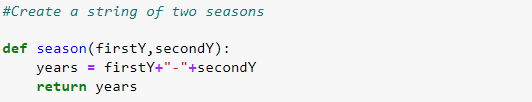 #Create a string of two seasons
def season(firstY,secondY):
    years = firstY+"-"+secondY
    return years